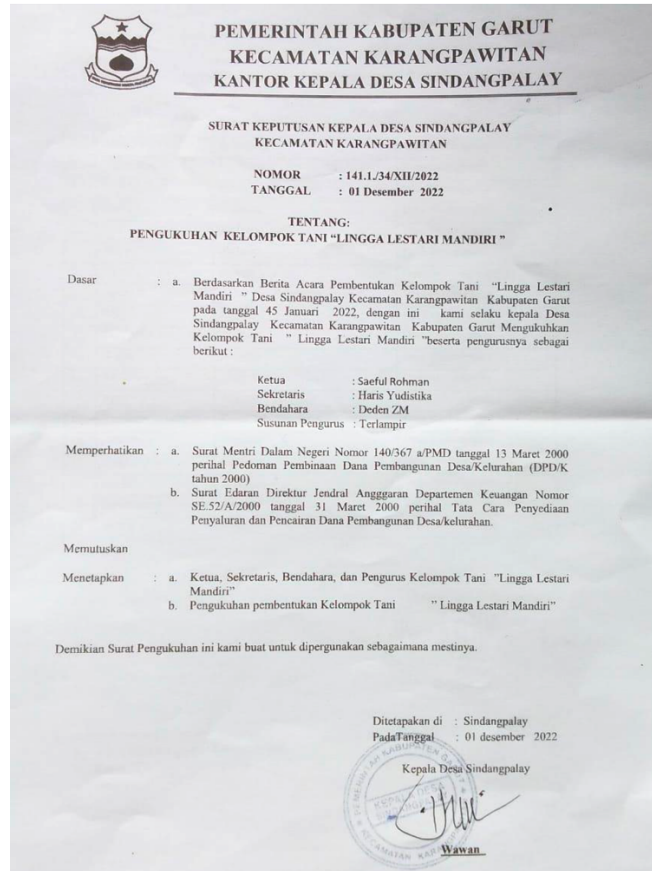 PEMERINTAH KABUPATEN GARUT
KECAMATAN KARANGPAWITAN
KANTOR KEPALA DESA SINDANGPALAY
SURAT KEPUTUSAN KEPALA DESA SINDANGPALAY
KECAMATAN KARANGPAWITAN
NOMOR : 141.1./34/XII/2022
TANGGAL : 01 Desember 2022
TENTANG:
PENGUKUHAN KELOMPOK TANI “LINGGA LESTARI MANDIRI ”
Dasar : a. Berdasarkan Berita Acara Pembentukan Kelompok Tani “Lingga Lestari
Mandiri ” Desa Sindangpalay Kecamatan Karangpawitan Kabupaten Garut
pada tanggal 45 Januari 2022, dengan ini kami selaku kepala Desa
Sindangpalay Kecamatan Karangpawitan Kabupaten Garut Mengukuhkan
Kelompok Tani ” Lingga Lestari Mandiri ”beserta pengurusnya sebagai
berikut :
Ketua : Saeful Rohman
Sekretaris : Haris Yudistika
Bendahara : Deden ZM
Susunan Pengurus : Terlampir
Memperhatikan : a. Surat Mentri Dalam Negeri Nomor 140/367 a/PMD tanggal 13 Maret 2000
perihal Pedoman Pembinaan Dana Pembangunan Desa/Kelurahan (DPD/K
tahun 2000)
b. Surat Edaran Direktur Jendral Angggaran Departemen Keuangan Nomor
SE.52/A/2000 tanggal 31 Maret 2000 perihal Tata Cara Penyediaan
Penyaluran dan Pencairan Dana Pembangunan Desa/kelurahan.
Memutuskan
Menetapkan : a. Ketua, Sekretaris, Bendahara, dan Pengurus Kelompok Tani ”Lingga Lestari
Mandiri”
b. Pengukuhan pembentukan Kelompok Tani ” Lingga Lestari Mandiri”
Demikian Surat Pengukuhan ini kami buat untuk dipergunakan sebagaimana mestinya.
Ditetapakan di : Sindangpalay
PadaTanggal : 01 desember 2022
Kepala Desa Sindangpalay
PEMERINTAH KABUPATEN GARUT
KEPALA DESA
KECAMATAN
Wawan